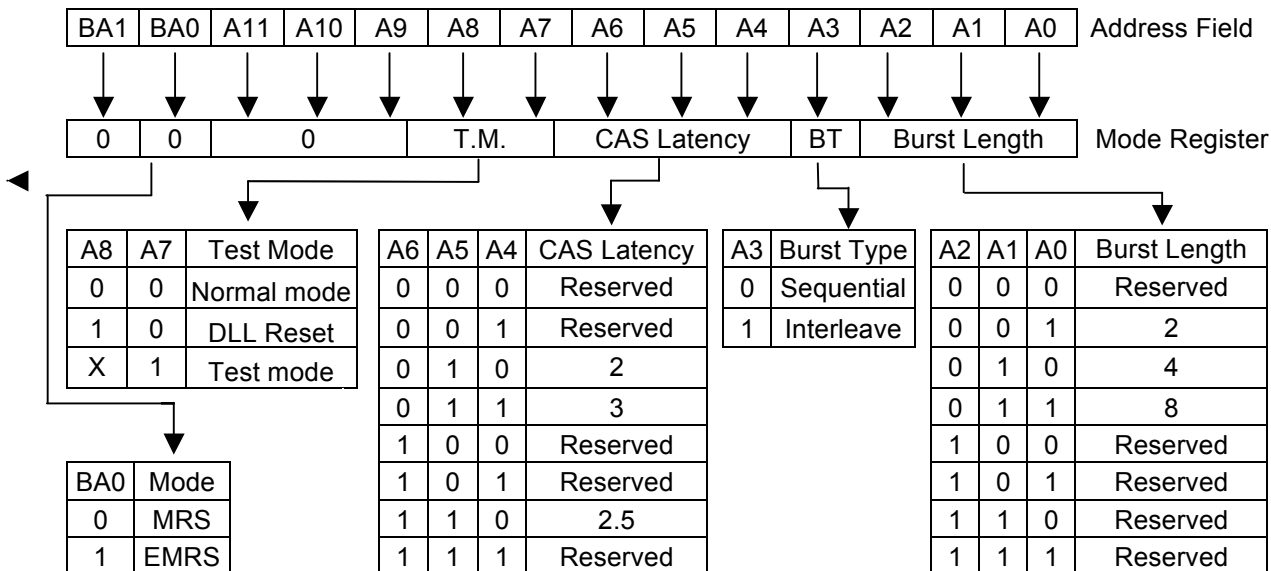 BA1 BA0 A11 A10 A9 A8 A7 A6 A5 A4 A3 A2 A1 A0 Address Field
0 0 0 T.M. CAS Latency BT Burst Length Mode Register
A8 A7 Test Mode
0 0 Normal mode
1 0 DLL Reset
X 1 Test mode
BA0 Mode
0 MRS
1 EMRS
A6 A5 A4 CAS Latency
0 0 0 Reserved
0 0 1 Reserved
0 1 0 2
0 1 1 3
1 0 0 Reserved
1 0 1 Reserved
1 1 0 2.5
1 1 1 Reserved
A3 Burst Type
0 Sequential
1 Interleave
A2 A1 A0 Burst Length
0 0 0 Reserved
0 0 1 2
0 1 0 4
0 1 1 8
1 0 0 Reserved
1 0 1 Reserved
1 1 0 Reserved
1 1 1 Reserved